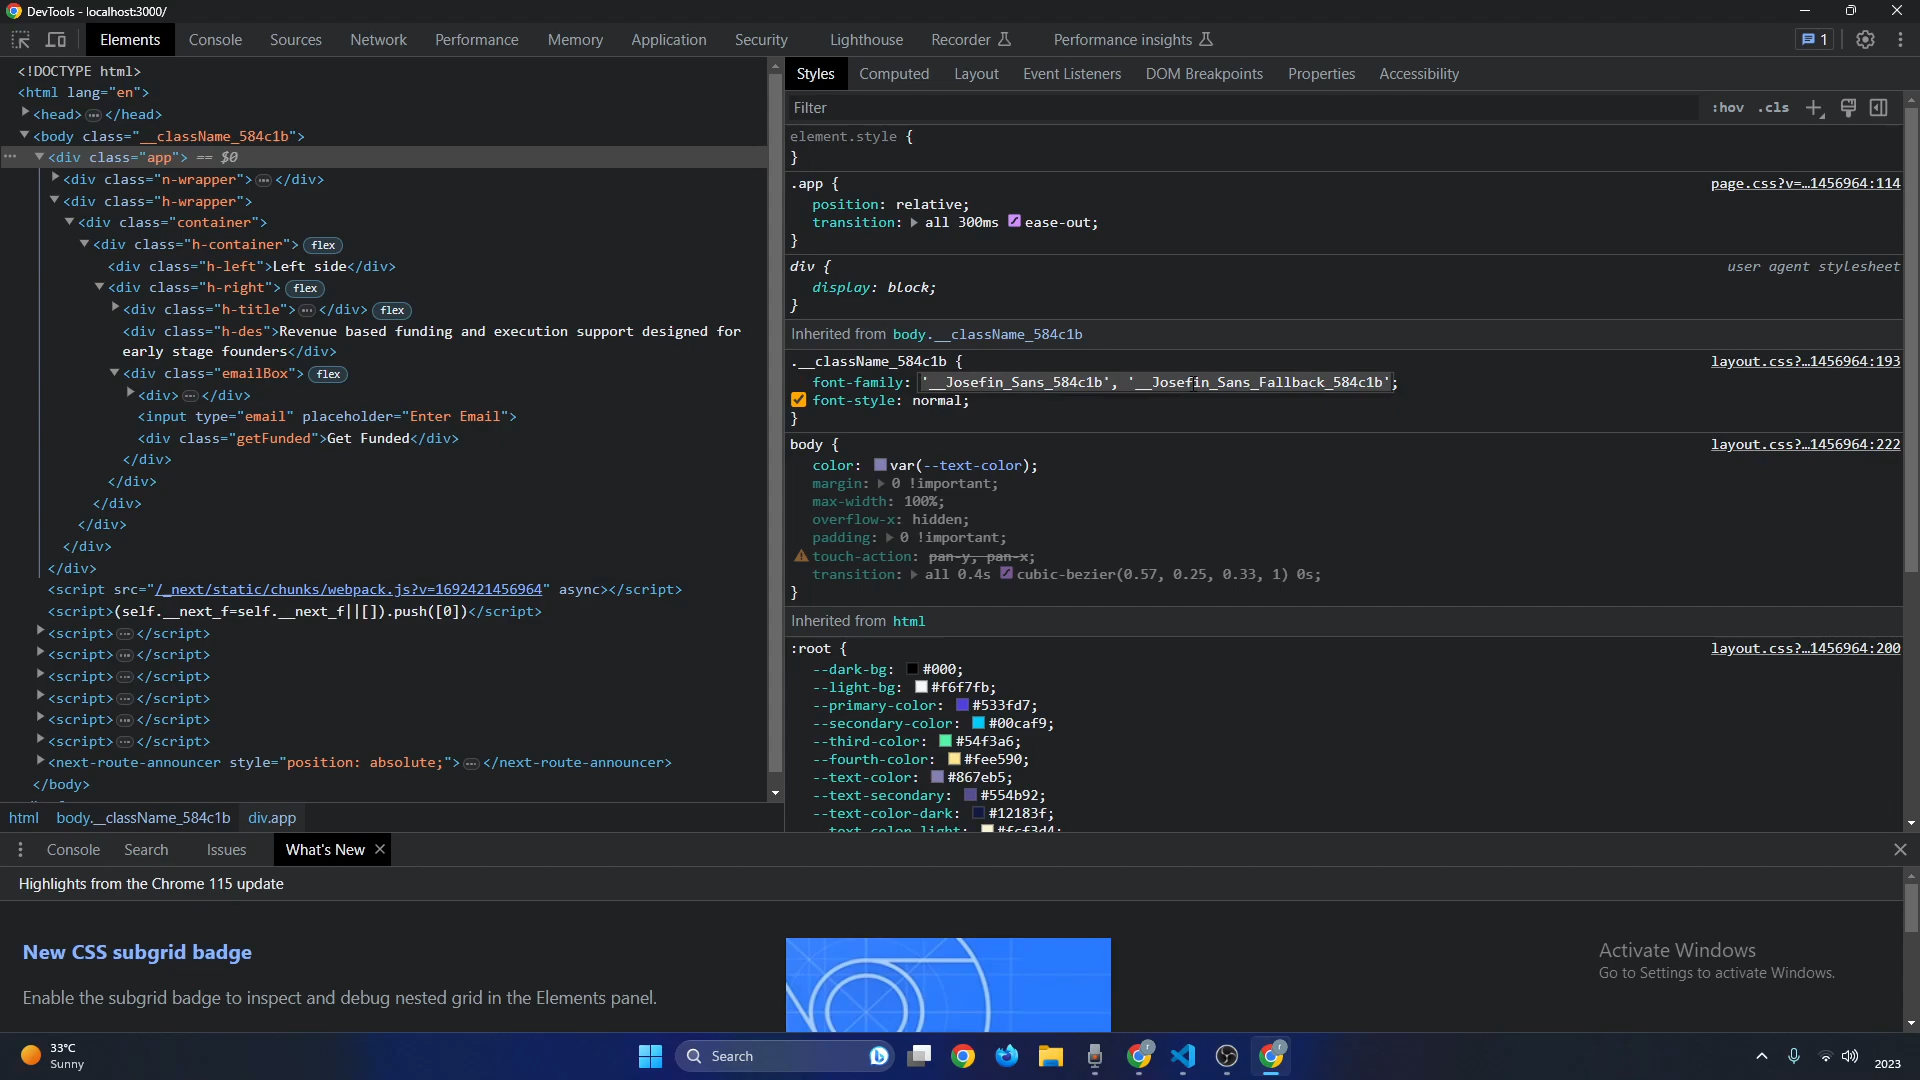 DevTools - localhost:3000/
Elements Console Sources Network Performance Memory Application Security Lighthouse Recorder Performance insights 1
<!DOCTYPE html>
<html lang="en">
<head> … </head>
<body class="__className_584c1b">
… <div class="app"> == $0
<div class="n-wrapper"> … </div>
<div class="h-wrapper">
<div class="container">
<div class="h-container"> flex
<div class="h-left">Left side</div>
<div class="h-right"> flex
<div class="h-title"> … </div> flex
<div class="h-des">Revenue based funding and execution support designed for
early stage founders</div>
<div class="emailBox"> flex
<div> … </div>
<input type="email" placeholder="Enter Email">
<div class="getFunded">Get Funded</div>
</div>
</div>
</div>
</div>
</div>
</div>
<script src="/_next/static/chunks/webpack.js?v=1692421456964" async></script>
<script>(self.__next_f=self.__next_f||[]).push([0])</script>
<script> … </script>
<script> … </script>
<script> … </script>
<script> … </script>
<script> … </script>
<script> … </script>
<next-route-announcer style="position: absolute;"> … </next-route-announcer>
</body>
html body.__className_584c1b div.app
Styles Computed Layout Event Listeners DOM Breakpoints Properties Accessibility
Filter :hov .cls
element.style {
}
.app { page.css?v=…1456964:114
position: relative;
transition: all 300ms ease-out;
}
div { user agent stylesheet
display: block;
}
Inherited from body.__className_584c1b
.__className_584c1b { layout.css?…1456964:193
font-family: '__Josefin_Sans_584c1b', '__Josefin_Sans_Fallback_584c1b';
font-style: normal;
}
body { layout.css?…1456964:222
color: var(--text-color);
margin: 0 !important;
max-width: 100%;
overflow-x: hidden;
padding: 0 !important;
touch-action: pan-y, pan-x;
transition: all 0.4s cubic-bezier(0.57, 0.25, 0.33, 1) 0s;
}
Inherited from html
:root { layout.css?…1456964:200
--dark-bg: #000;
--light-bg: #f6f7fb;
--primary-color: #533fd7;
--secondary-color: #00caf9;
--third-color: #54f3a6;
--fourth-color: #fee590;
--text-color: #867eb5;
--text-secondary: #554b92;
--text-color-dark: #12183f;
--text-color-light: #fcf3d4;
Console Search Issues What's New
Highlights from the Chrome 115 update
New CSS subgrid badge
Enable the subgrid badge to inspect and debug nested grid in the Elements panel.
Activate Windows
Go to Settings to activate Windows.
33°C
Sunny
Search
2023